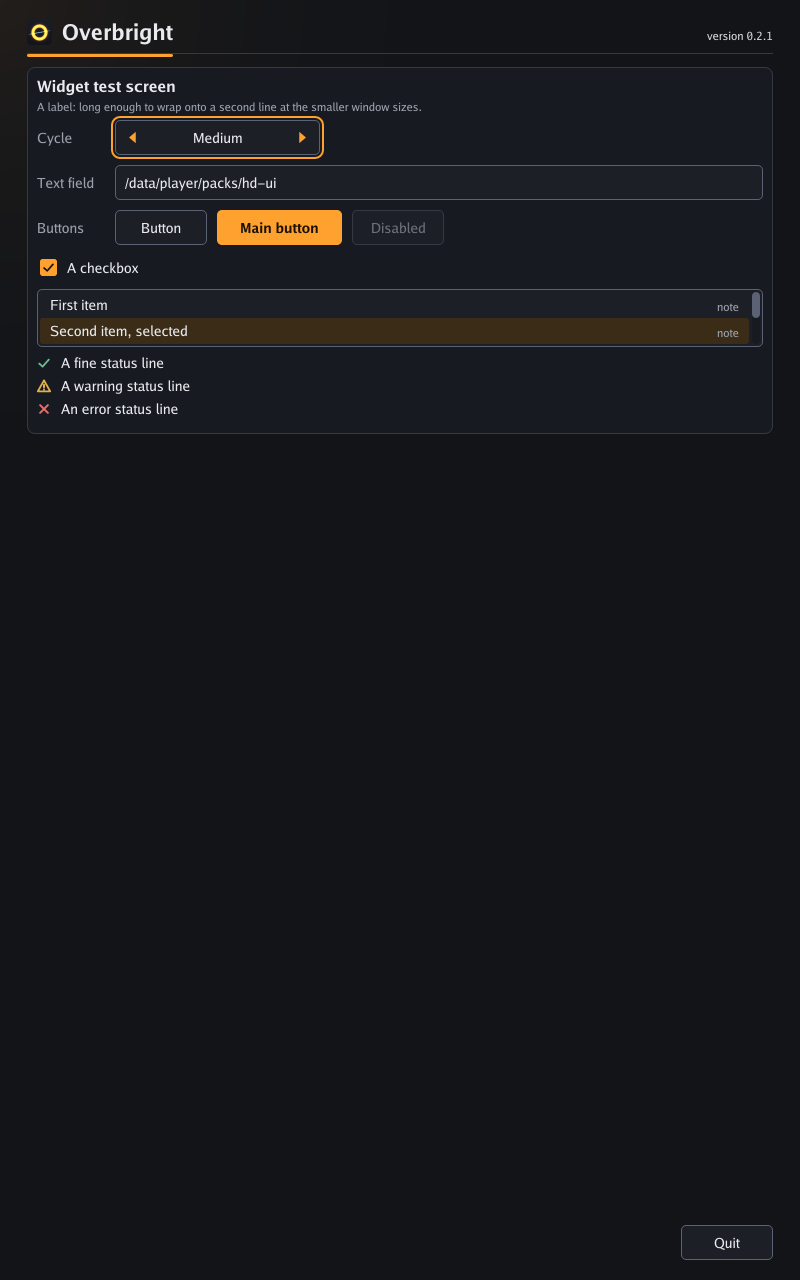 Overbright
version 0.2.1
Widget test screen
A label: long enough to wrap onto a second line at the smaller window sizes.
Cycle Medium
Text field /data/player/packs/hd-ui
Buttons Button Main button Disabled
A checkbox
First item note
Second item, selected note
A fine status line
A warning status line
An error status line
Quit